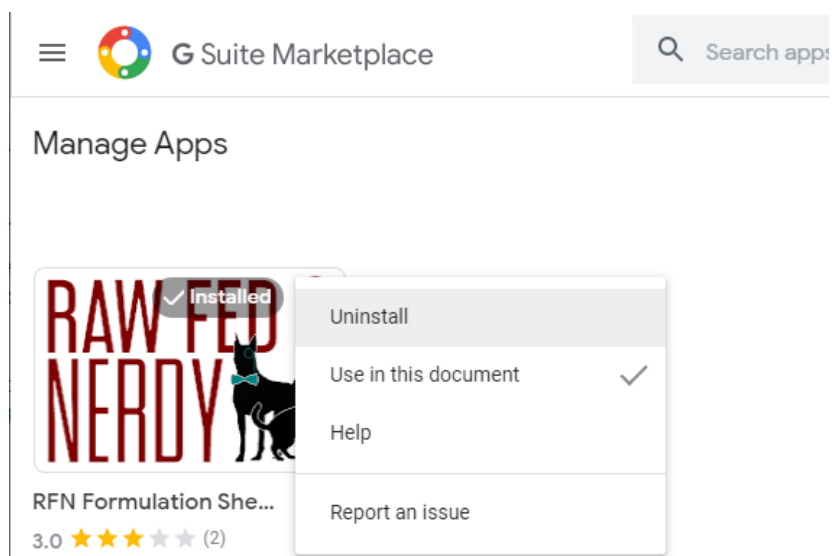 G Suite Marketplace
Search apps
Manage Apps
RAW FED
Installed
NERDY
Uninstall
Use in this document
Help
Report an issue
RFN Formulation She...
3.0 (2)